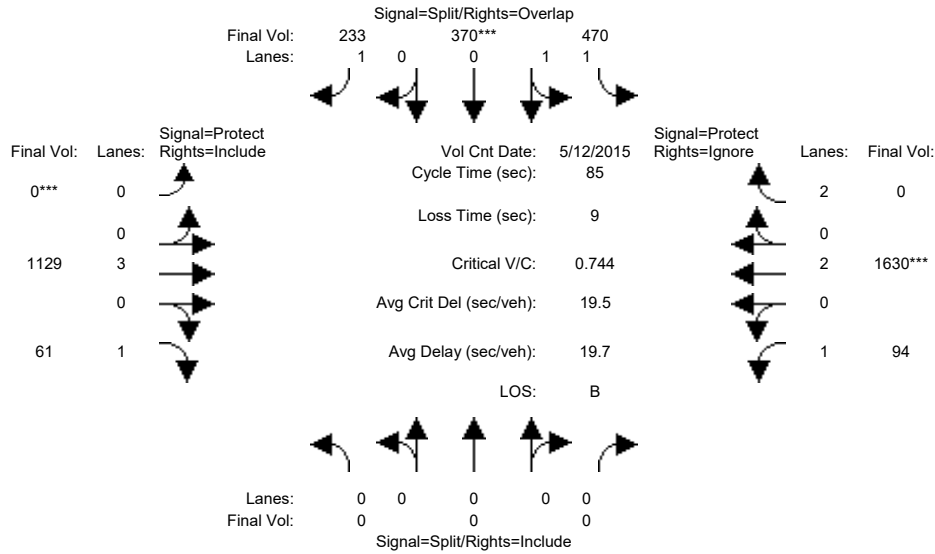 Signal=Split/Rights=Overlap
Final Vol: 233 370*** 470
Lanes: 1 0 0 1 1
Signal=Protect
Final Vol: Lanes: Rights=Include
Vol Cnt Date: 5/12/2015
Signal=Protect
Rights=Ignore Lanes: Final Vol:
Cycle Time (sec): 85
0*** 0
2 0
Loss Time (sec): 9
0
0
1129 3
Critical V/C: 0.744
2 1630***
0
Avg Crit Del (sec/veh): 19.5
0
61 1
Avg Delay (sec/veh): 19.7
1 94
LOS: B
Lanes: 0 0 0 0 0
Final Vol: 0 0 0
Signal=Split/Rights=Include